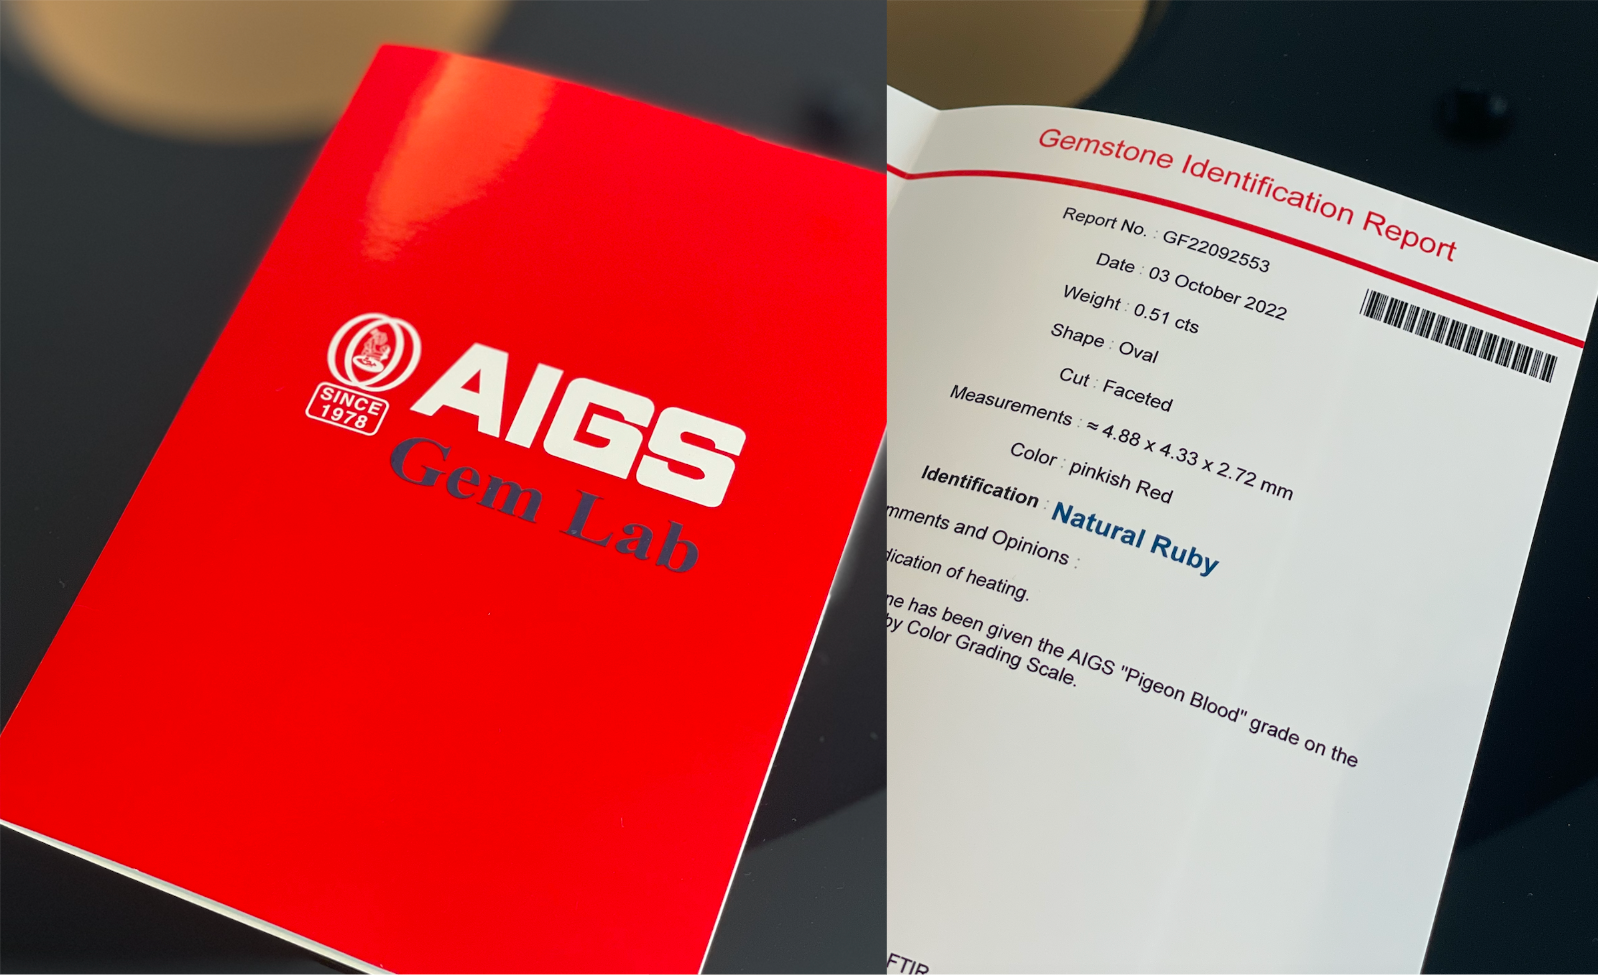 SINCE
1978
AIGS
Gem Lab
Gemstone Identification Report
Report No. : GF22092553
Date : 03 October 2022
Weight : 0.51 cts
Shape : Oval
Cut : Faceted
Measurements : ≈ 4.88 x 4.33 x 2.72 mm
Color : pinkish Red
Identification : Natural Ruby
mments and Opinions :
dication of heating.
ne has been given the AIGS "Pigeon Blood" grade on the
by Color Grading Scale.
FTIR